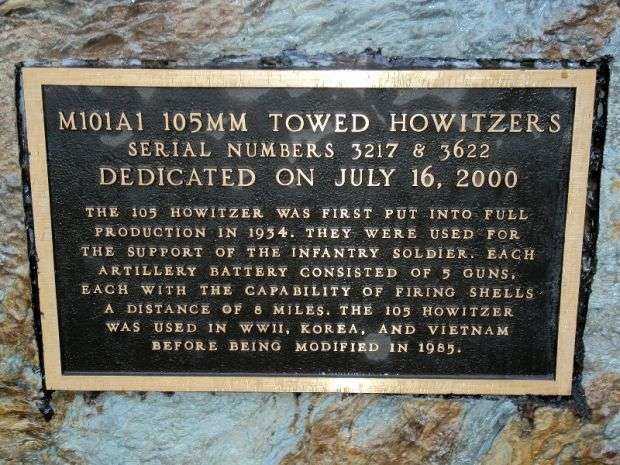 M101A1 105MM TOWED HOWITZERS
SERIAL NUMBERS 3217 & 3622
DEDICATED ON JULY 16, 2000
THE 105 HOWITZER WAS FIRST PUT INTO FULL
PRODUCTION IN 1934. THEY WERE USED FOR
THE SUPPORT OF THE INFANTRY SOLDIER. EACH
ARTILLERY BATTERY CONSISTED OF 5 GUNS,
EACH WITH THE CAPABILITY OF FIRING SHELLS
A DISTANCE OF 8 MILES. THE 105 HOWITZER
WAS USED IN WWII, KOREA, AND VIETNAM
BEFORE BEING MODIFIED IN 1985.